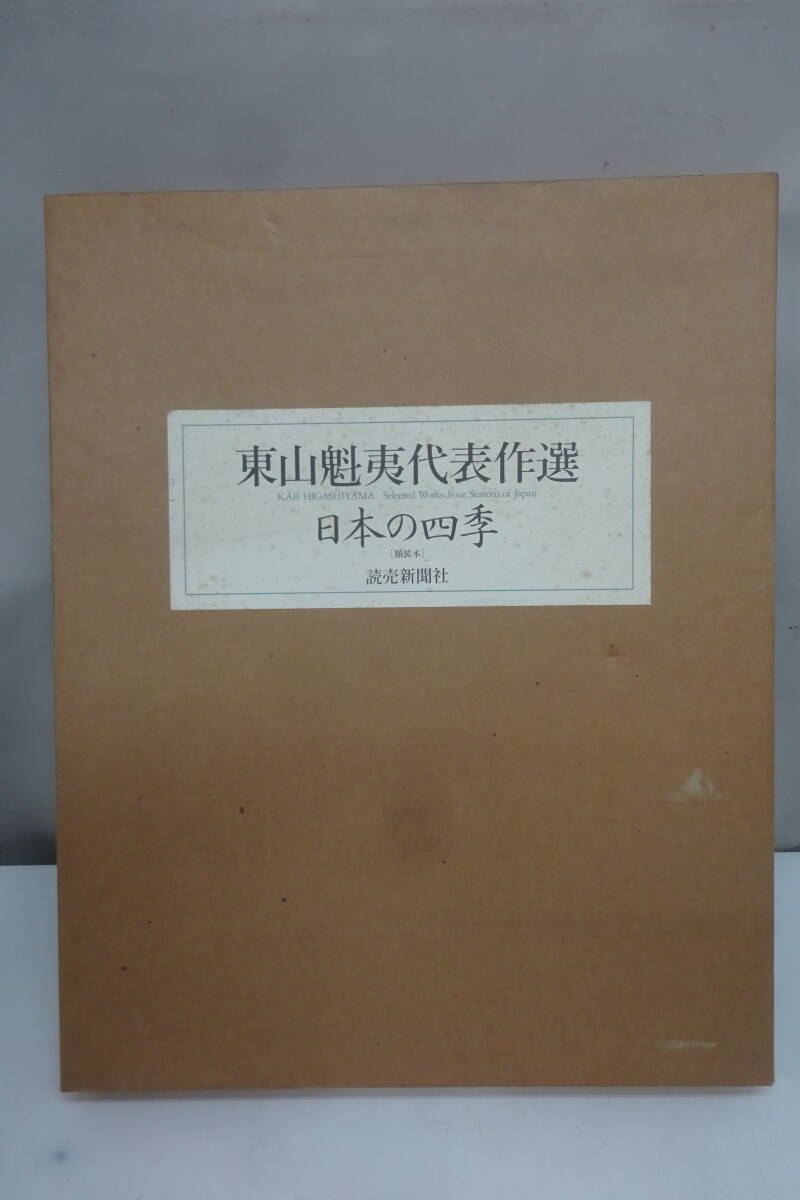 東山魁夷代表作選
KAII HIGASHIYAMA Selected Works, Four Seasons of Japan
日本の四季
[額装本]
読売新聞社